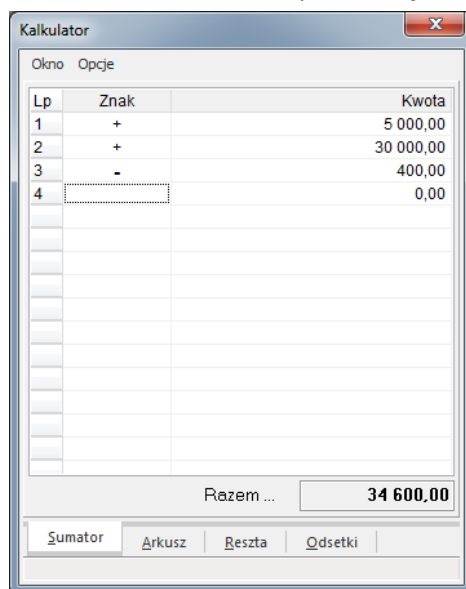 Kalkulator
Okno Opcje
Lp Znak Kwota
1 + 5 000,00
2 + 30 000,00
3 - 400,00
4 0,00
Razem ... 34 600,00
Sumator Arkusz Reszta Odsetki